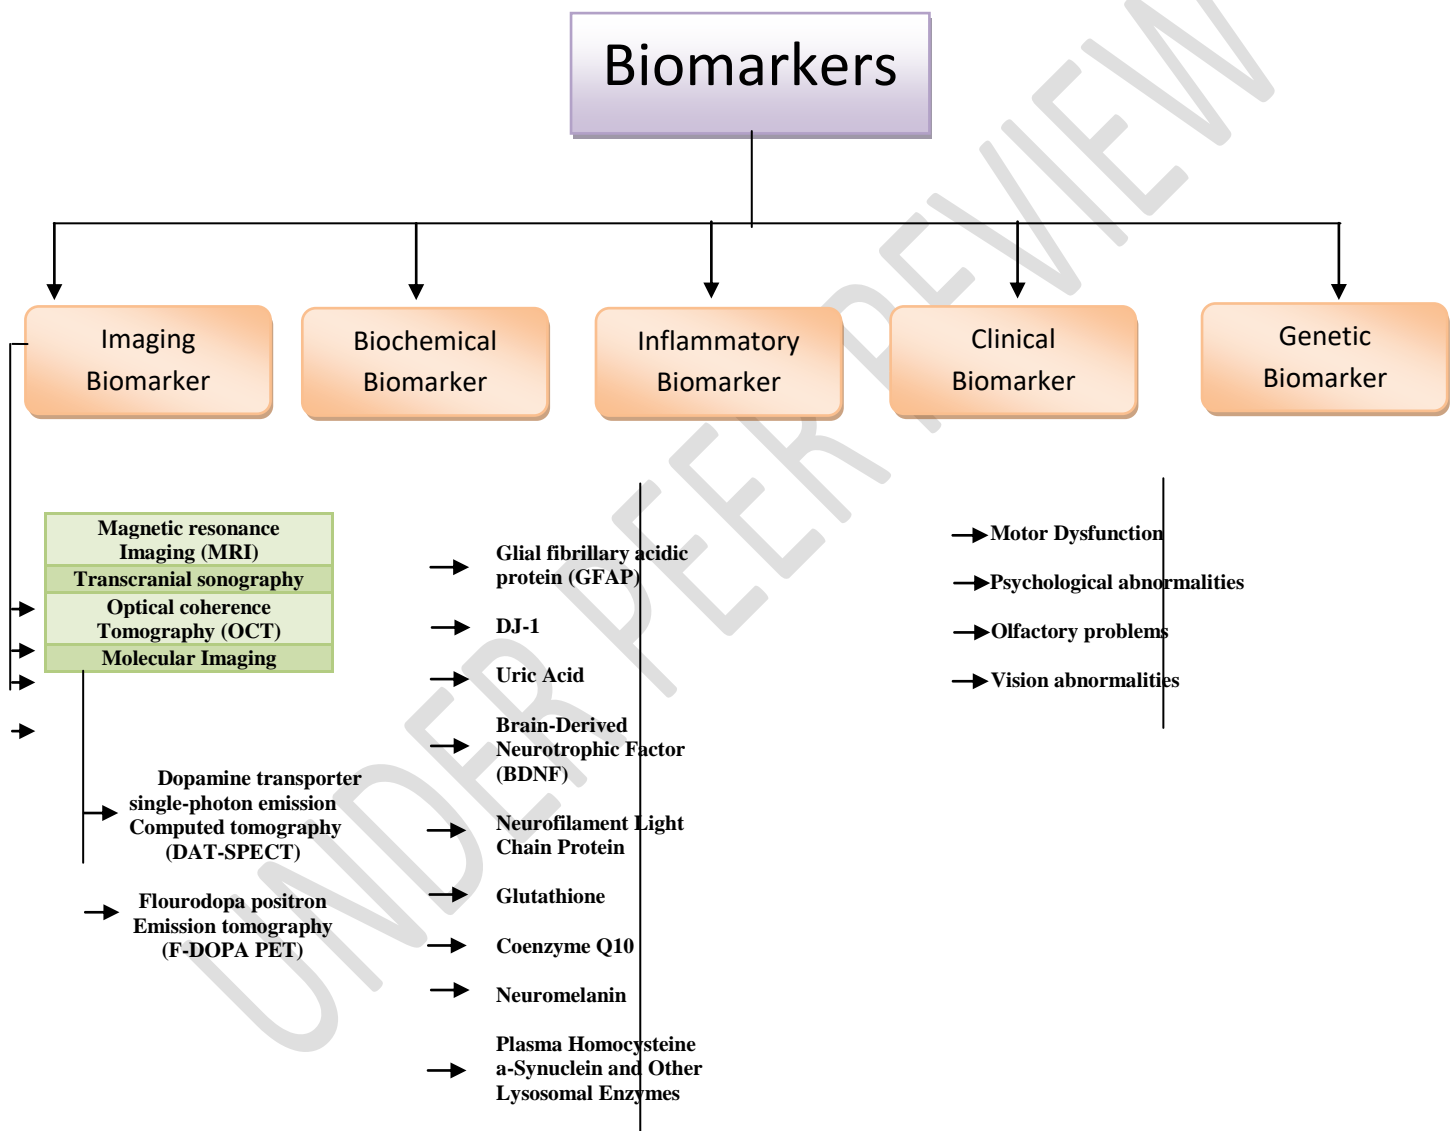 Biomarkers
Imaging
Biomarker
Biochemical
Biomarker
Inflammatory
Biomarker
Clinical
Biomarker
Genetic
Biomarker
Magnetic resonance
Imaging (MRI)
Transcranial sonography
Optical coherence
Tomography (OCT)
Molecular Imaging
Dopamine transporter
single-photon emission
Computed tomography
(DAT-SPECT)
Flourodopa positron
Emission tomography
(F-DOPA PET)
Glial fibrillary acidic
protein (GFAP)
DJ-1
Uric Acid
Brain-Derived
Neurotrophic Factor
(BDNF)
Neurofilament Light
Chain Protein
Glutathione
Coenzyme Q10
Neuromelanin
Plasma Homocysteine
a-Synuclein and Other
Lysosomal Enzymes
Motor Dysfunction
Psychological abnormalities
Olfactory problems
Vision abnormalities
UNDER PEER REVIEW